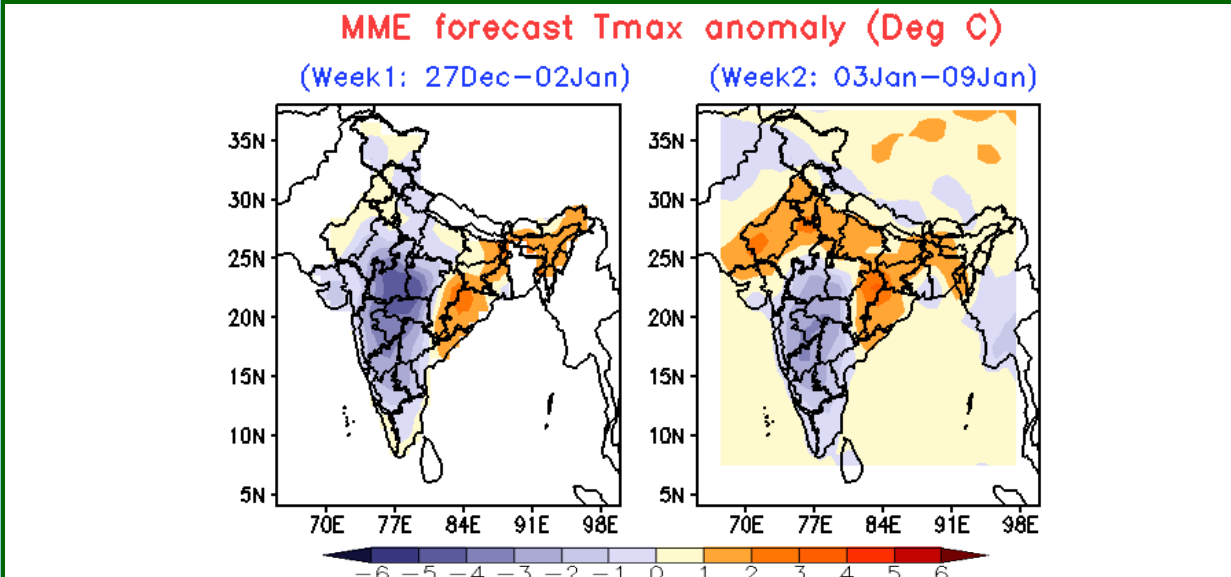 MME forecast Tmax anomaly (Deg C)
(Week1: 27Dec-02Jan) (Week2: 03Jan-09Jan)
35N 35N
30N 30N
25N 25N
20N 20N
15N 15N
10N 10N
5N 5N
70E 77E 84E 91E 98E 70E 77E 84E 91E 98E
-6 -5 -4 -3 -2 -1 0 1 2 3 4 5 6